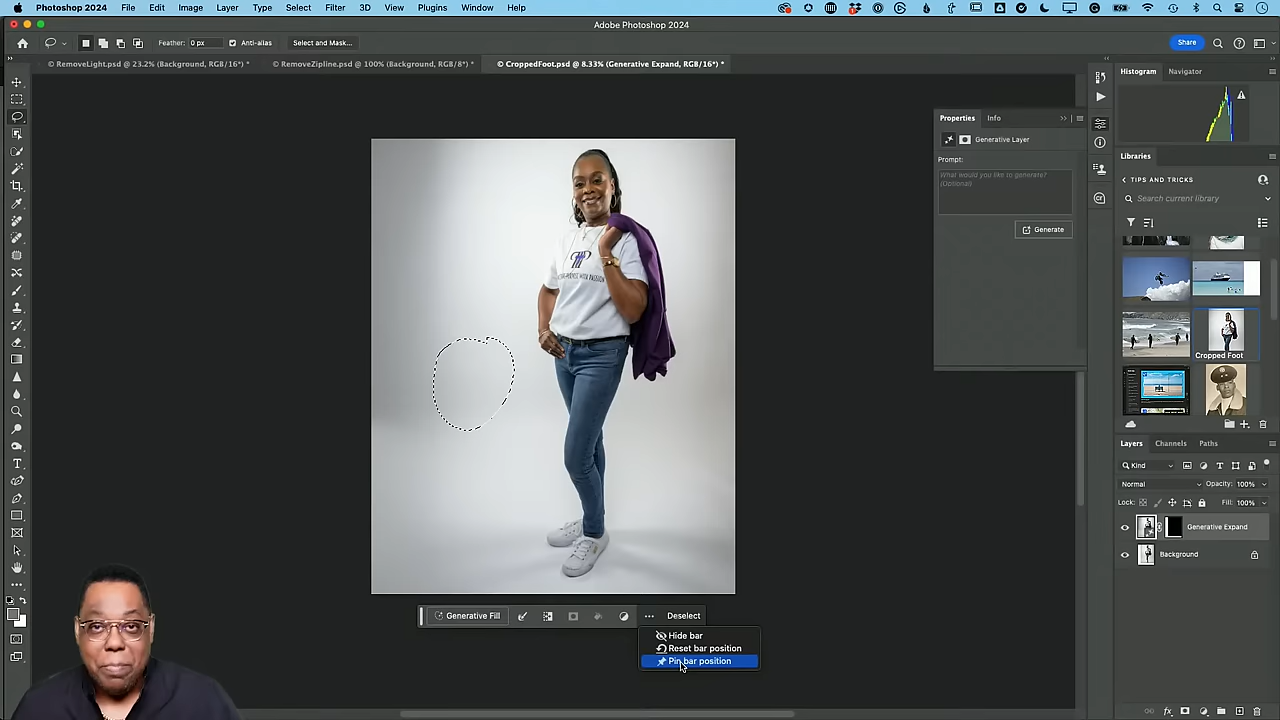 Photoshop 2024 File Edit Image Layer Type Select Filter 3D View Plugins Window Help
Adobe Photoshop 2024
Feather: 0 px Anti-alias Select and Mask... Share
© RemoveLight.psd @ 23.2% (Background, RGB/16*) * © RemoveZipline.psd @ 100% (Background, RGB/8*) * © CroppedFoot.psd @ 8.33% (Generative Expand, RGB/16*) *
Histogram Navigator
Properties Info
Generative Layer
Prompt:
What would you like to generate?
(Optional)
Generate
Libraries
TIPS AND TRICKS
Search current library
Cropped Foot
Layers Channels Paths
Kind
Normal Opacity: 100%
Lock: Fill: 100%
Generative Expand
Background
WITH PASSION
Generative Fill Deselect
Hide bar
Reset bar position
Pin bar position